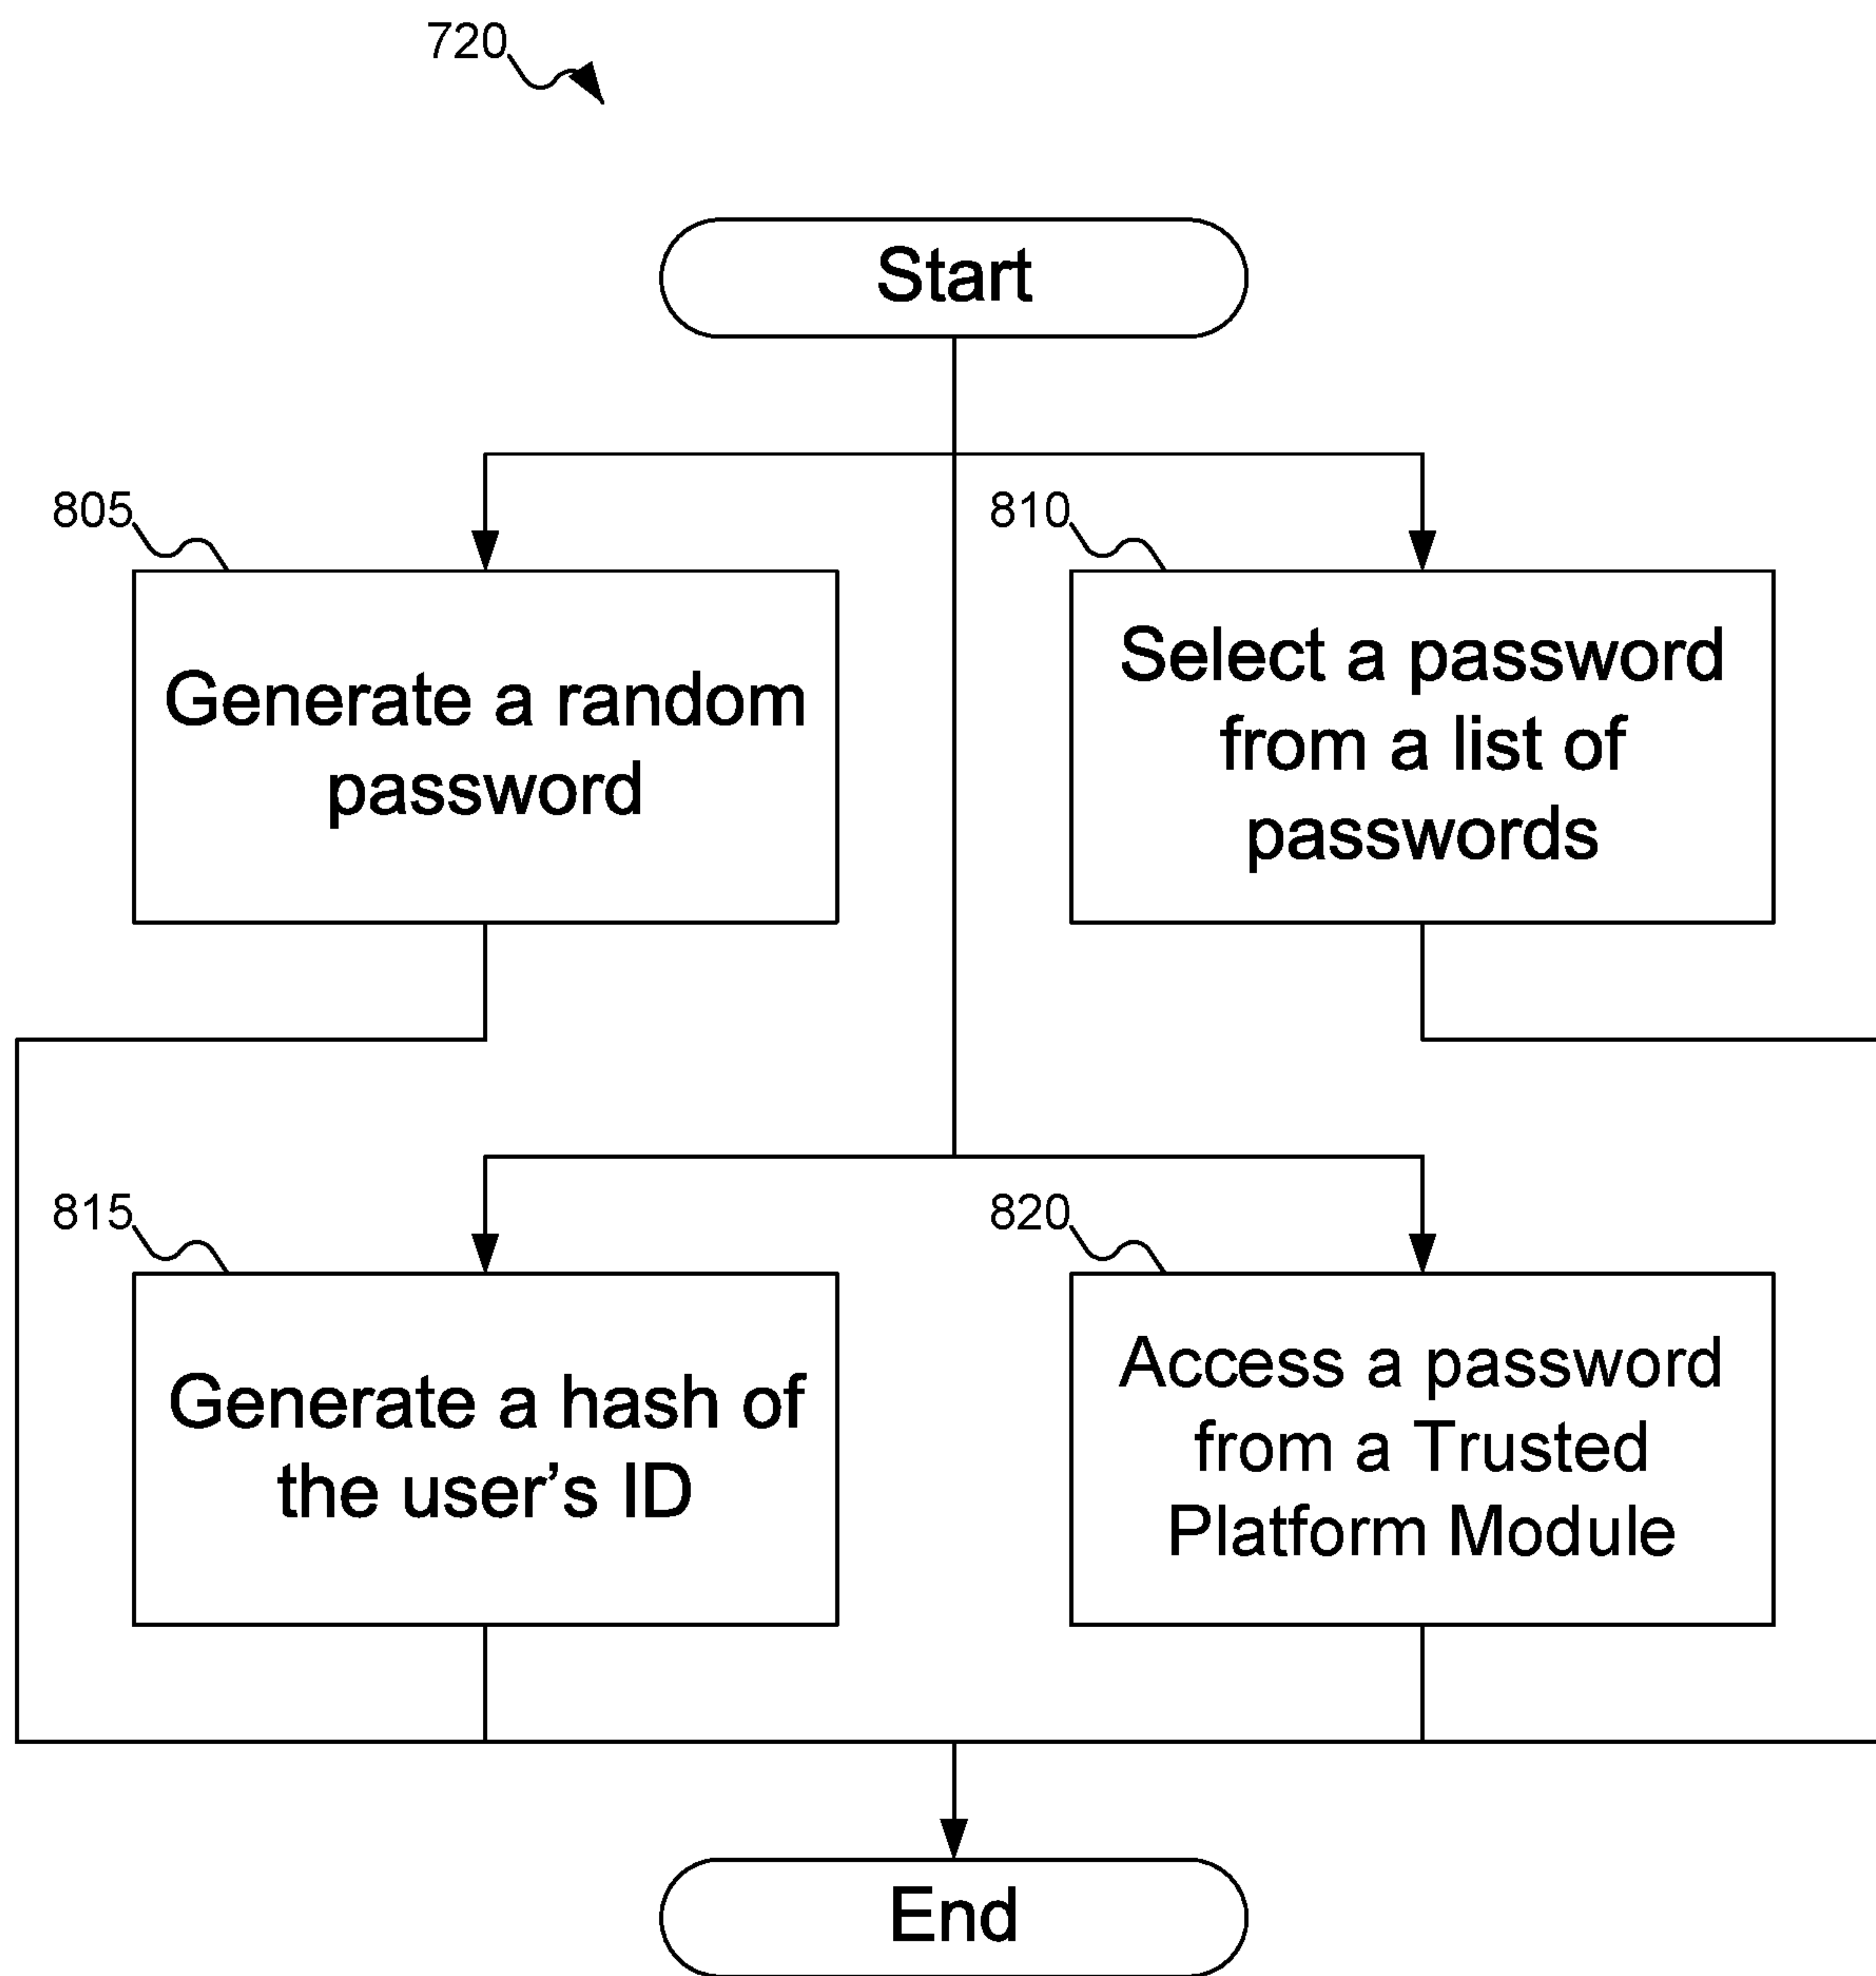 720
Start
805
810
Generate a random
password
Select a password
from a list of
passwords
815
820
Generate a hash of
the user’s ID
Access a password
from a Trusted
Platform Module
End